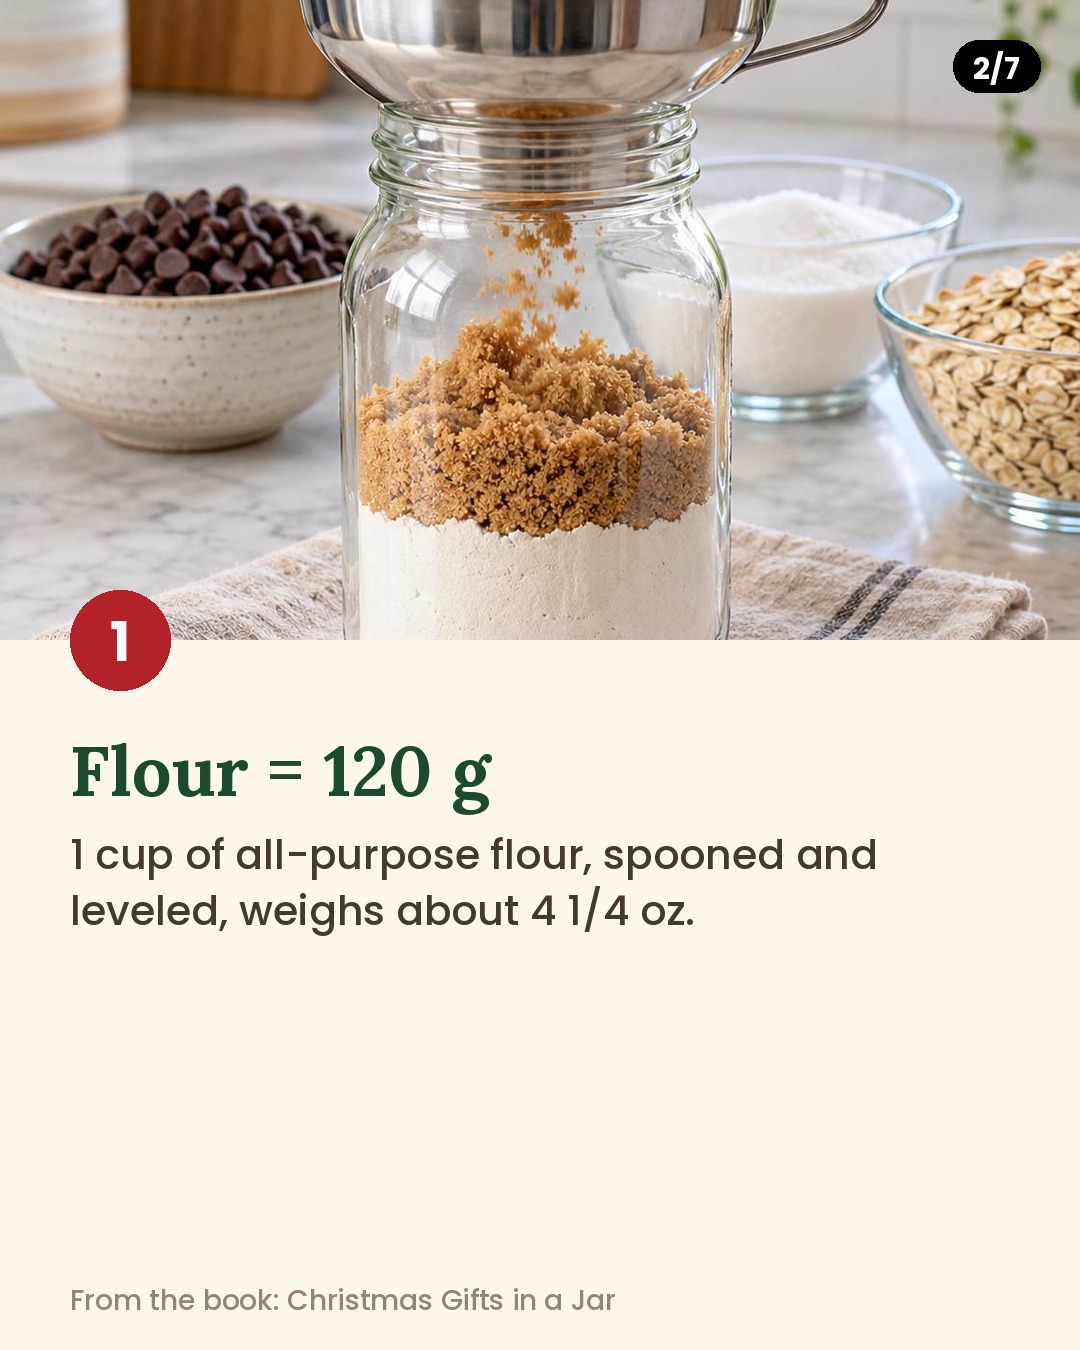 2/7
1
Flour = 120 g
1 cup of all-purpose flour, spooned and
leveled, weighs about 4 1/4 oz.
From the book: Christmas Gifts in a Jar